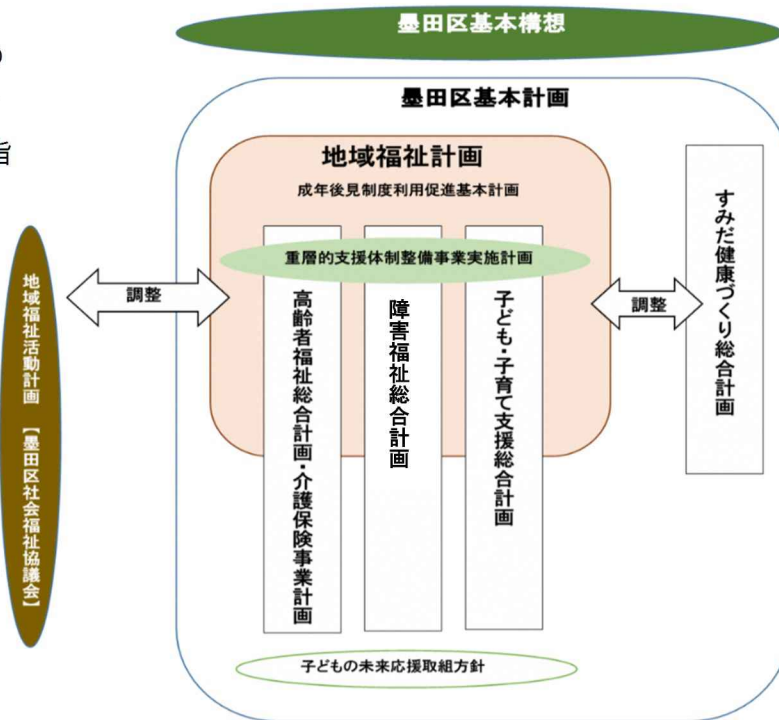 墨田区基本構想
墨田区基本計画
地域福祉計画
成年後見制度利用促進基本計画
重層的支援体制整備事業実施計画
高齢者福祉総合計画・介護保険事業計画
障害福祉総合計画
子ども・子育て支援総合計画
すみだ健康づくり総合計画
調整
調整
地域福祉活動計画 【墨田区社会福祉協議会】
子どもの未来応援取組方針